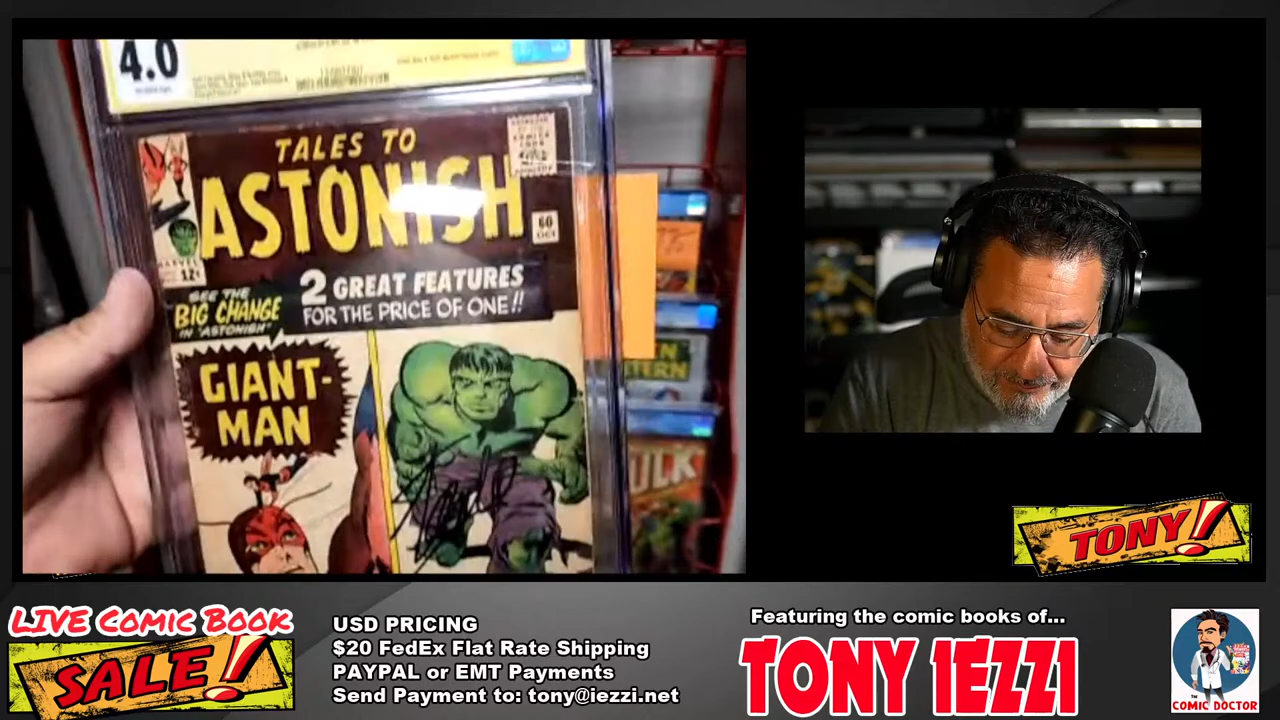 4.0
TALES TO
ASTONISH
60
OCT
12¢
SEE THE
BIG CHANGE
IN "ASTONISH"
2 GREAT FEATURES
FOR THE PRICE OF ONE!!
GIANT-
MAN
HULK
TONY!
LIVE COMIC BOOK
SALE!
USD PRICING
$20 FedEx Flat Rate Shipping
PAYPAL or EMT Payments
Send Payment to: tony@iezzi.net
Featuring the comic books of...
TONY IEZZI
THE
COMIC DOCTOR